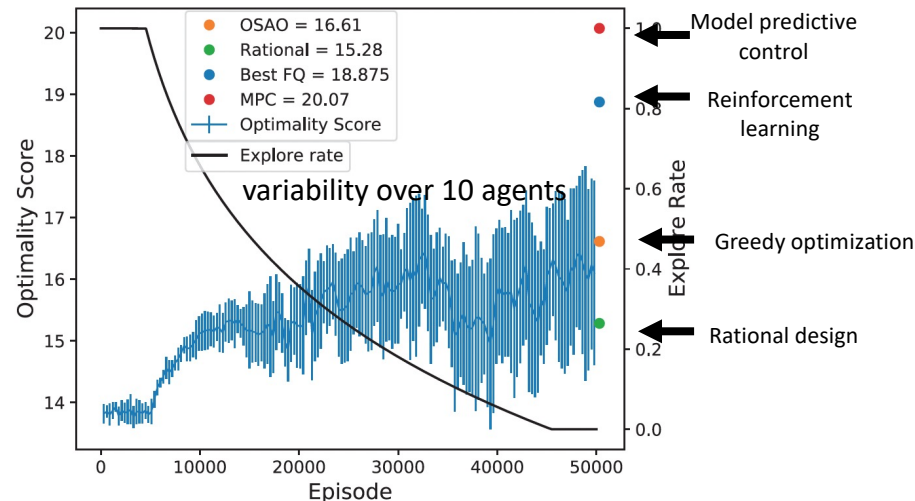 20
19
18
17
16
15
14
Optimality Score
OSAO = 16.61
Rational = 15.28
Best FQ = 18.875
MPC = 20.07
Optimality Score
Explore rate
variability over 10 agents
1.0
0.8
0.6
0.4
0.2
0.0
Explore Rate
0
10000
20000
30000
40000
50000
Episode
Model predictive
control
Reinforcement
learning
Greedy optimization
Rational design